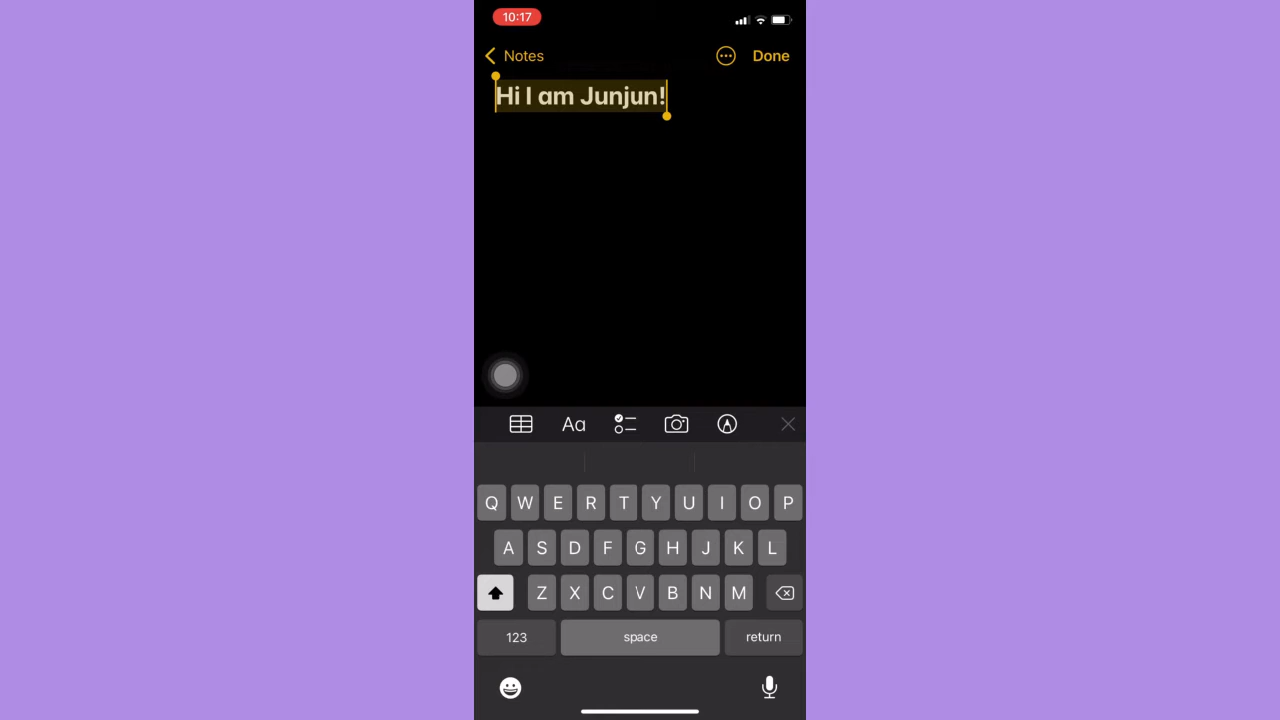 10:17
Notes
Done
Hi I am Junjun!
Aa
Q W E R T Y U I O P
A S D F G H J K L
Z X C V B N M
123 space return